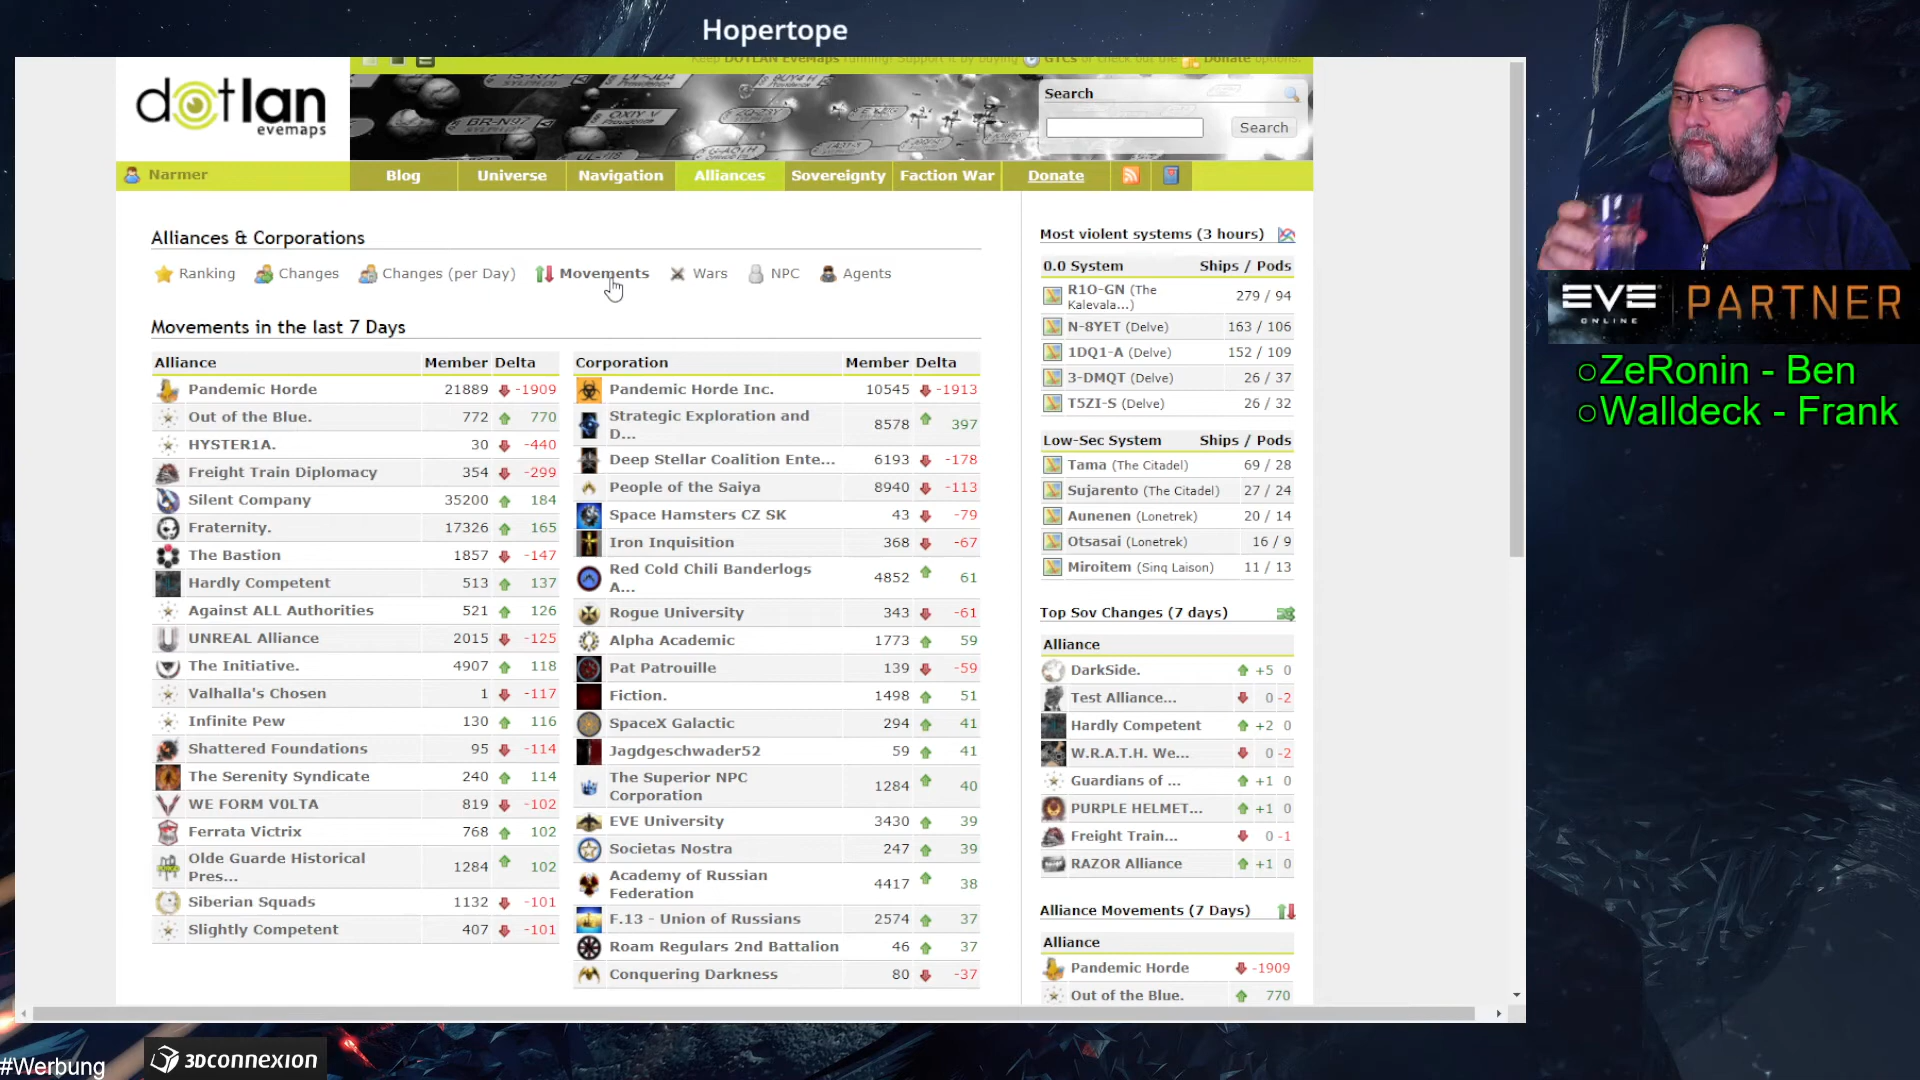 Hopertope
Keep DOTLAN EveMaps running! Support it by buying GTCs or check out the Donate options.
dotlan
evemaps
Search
Search
Narmer
Blog
Universe
Navigation
Alliances
Sovereignty
Faction War
Donate
Alliances & Corporations
Ranking
Changes
Changes (per Day)
Movements
Wars
NPC
Agents
Movements in the last 7 Days
Alliance Member Delta
Pandemic Horde 21889 -1909
Out of the Blue. 772 770
HYSTER1A. 30 -440
Freight Train Diplomacy 354 -299
Silent Company 35200 184
Fraternity. 17326 165
The Bastion 1857 -147
Hardly Competent 513 137
Against ALL Authorities 521 126
UNREAL Alliance 2015 -125
The Initiative. 4907 118
Valhalla's Chosen 1 -117
Infinite Pew 130 116
Shattered Foundations 95 -114
The Serenity Syndicate 240 114
WE FORM V0LTA 819 -102
Ferrata Victrix 768 102
Olde Guarde Historical
Pres... 1284 102
Siberian Squads 1132 -101
Slightly Competent 407 -101
Corporation Member Delta
Pandemic Horde Inc. 10545 -1913
Strategic Exploration and
D... 8578 397
Deep Stellar Coalition Ente... 6193 -178
People of the Saiya 8940 -113
Space Hamsters CZ SK 43 -79
Iron Inquisition 368 -67
Red Cold Chili Banderlogs
A... 4852 61
Rogue University 343 -61
Alpha Academic 1773 59
Pat Patrouille 139 -59
Fiction. 1498 51
SpaceX Galactic 294 41
Jagdgeschwader52 59 41
The Superior NPC
Corporation 1284 40
EVE University 3430 39
Societas Nostra 247 39
Academy of Russian
Federation 4417 38
F.13 - Union of Russians 2574 37
Roam Regulars 2nd Battalion 46 37
Conquering Darkness 80 -37
Most violent systems (3 hours)
0.0 System Ships / Pods
R1O-GN (The
Kalevala...) 279 / 94
N-8YET (Delve) 163 / 106
1DQ1-A (Delve) 152 / 109
3-DMQT (Delve) 26 / 37
T5ZI-S (Delve) 26 / 32
Low-Sec System Ships / Pods
Tama (The Citadel) 69 / 28
Sujarento (The Citadel) 27 / 24
Aunenen (Lonetrek) 20 / 14
Otsasai (Lonetrek) 16 / 9
Miroitem (Sinq Laison) 11 / 13
Top Sov Changes (7 days)
Alliance
DarkSide. +5 0
Test Alliance... 0 -2
Hardly Competent +2 0
W.R.A.T.H. We... 0 -2
Guardians of ... +1 0
PURPLE HELMET... +1 0
Freight Train... 0 -1
RAZOR Alliance +1 0
Alliance Movements (7 Days)
Alliance
Pandemic Horde -1909
Out of the Blue. 770
EVE
ONLINE
PARTNER
○ZeRonin - Ben
○Walldeck - Frank
#Werbung
3DCONNEXION